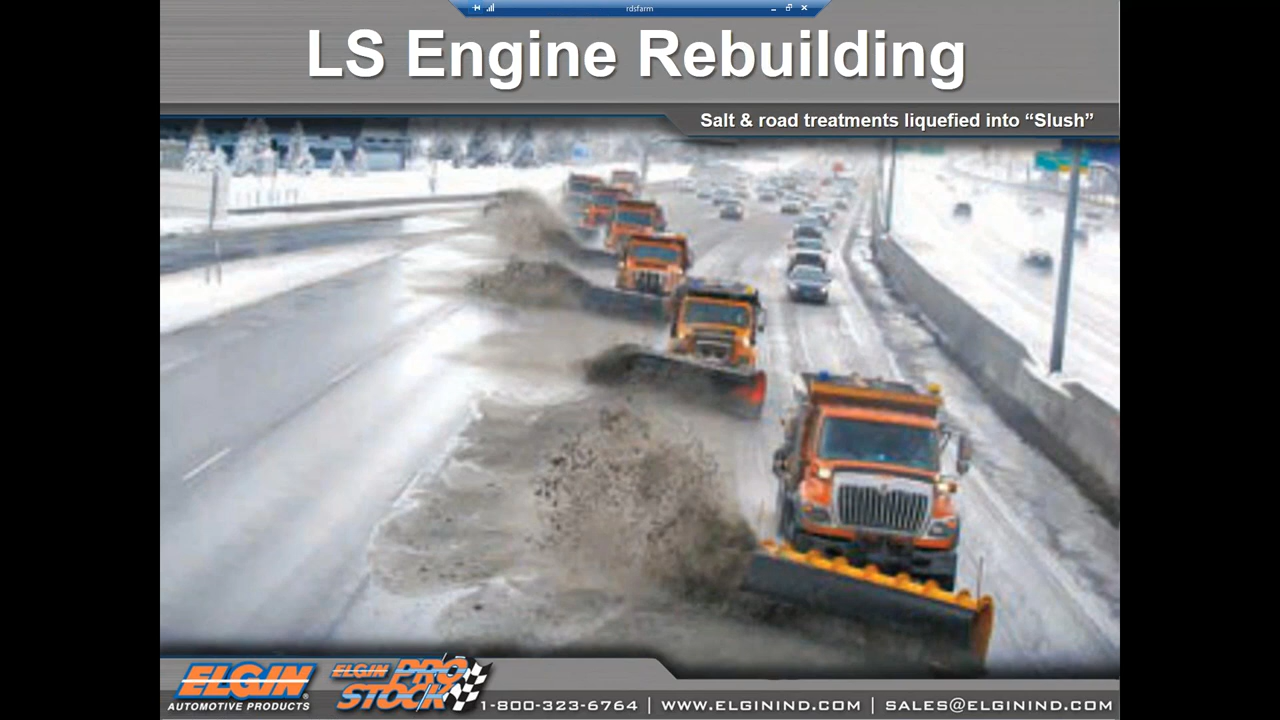 rdsfarm
LS Engine Rebuilding
Salt & road treatments liquefied into “Slush”
ELGIN
AUTOMOTIVE PRODUCTS
ELGIN PRO
STOCK
1-800-323-6764 | WWW.ELGININD.COM | SALES@ELGININD.COM